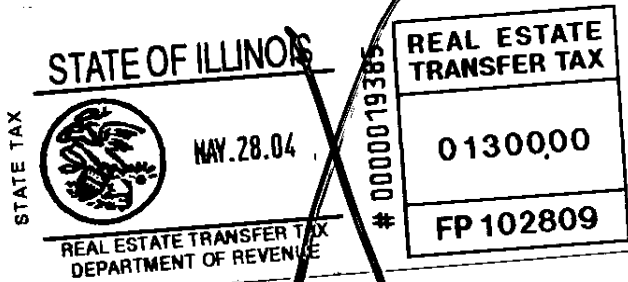 STATE TAX
STATE OF ILLINOIS
MAY.28.04
REAL ESTATE TRANSFER TAX
DEPARTMENT OF REVENUE
# 0000019385
REAL ESTATE
TRANSFER TAX
0130000
FP 102809